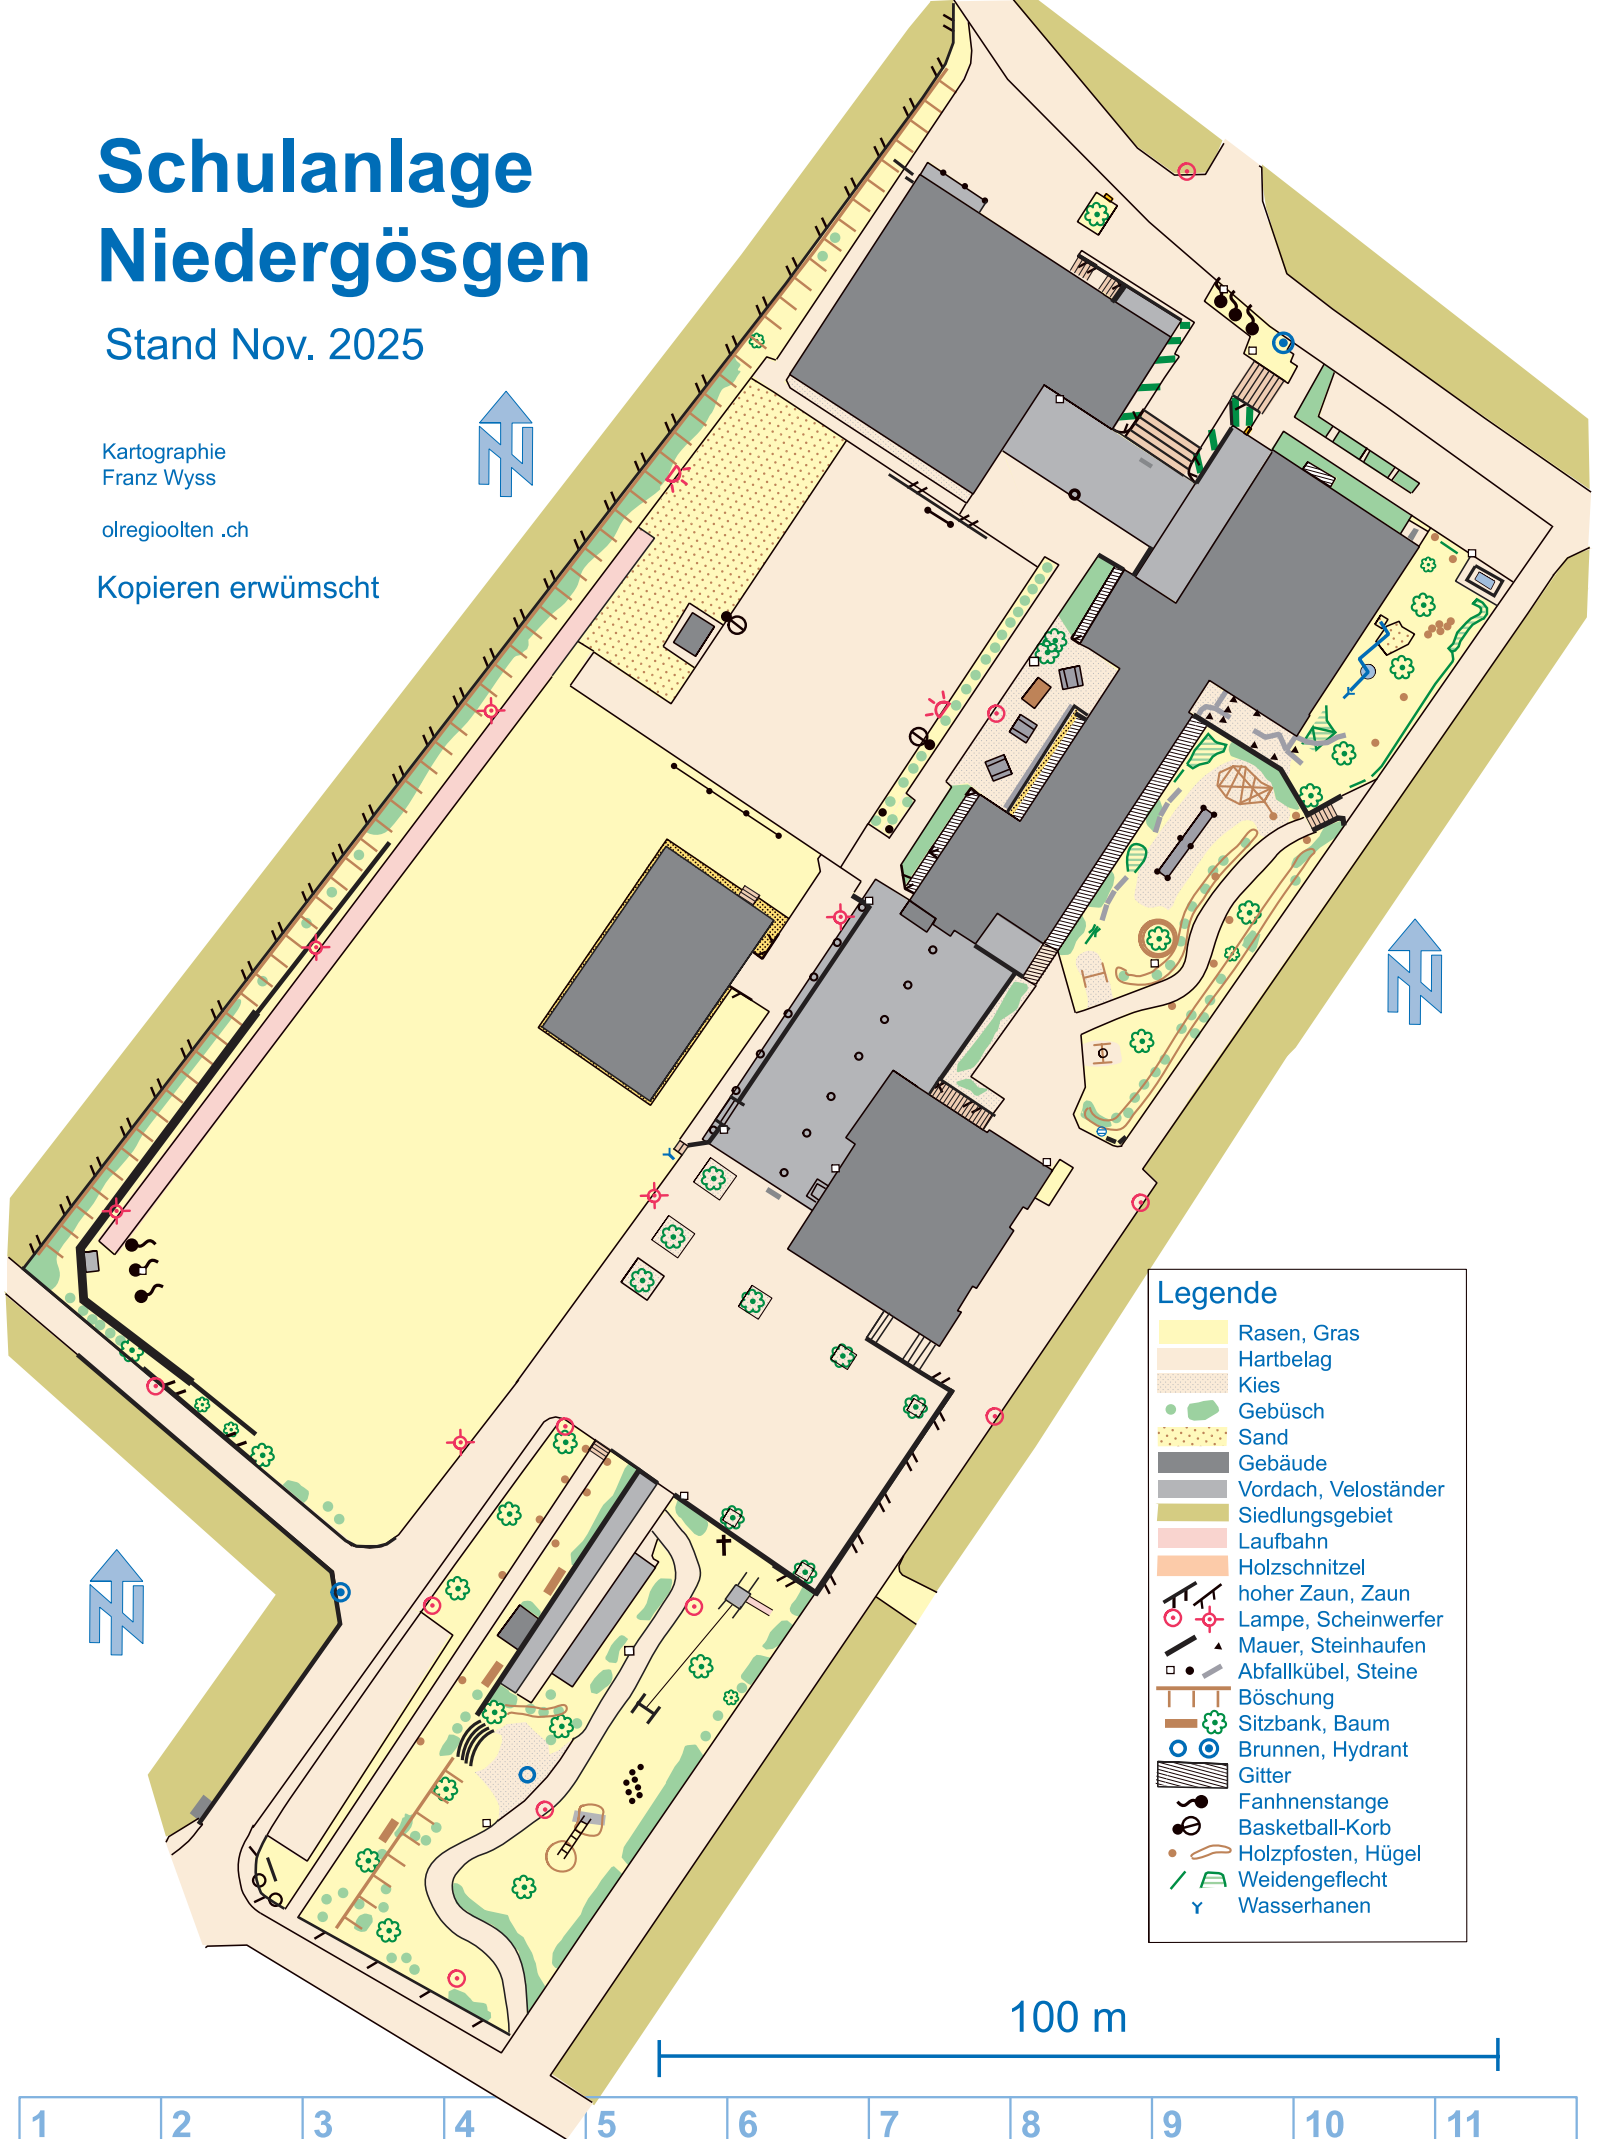 Schulanlage
Niedergösgen
Stand Nov. 2025
Kartographie
Franz Wyss
olregioolten .ch
Kopieren erwümscht
N
N
N
Legende
Rasen, Gras
Hartbelag
Kies
Gebüsch
Sand
Gebäude
Vordach, Veloständer
Siedlungsgebiet
Laufbahn
Holzschnitzel
hoher Zaun, Zaun
Lampe, Scheinwerfer
Mauer, Steinhaufen
Abfallkübel, Steine
Böschung
Sitzbank, Baum
Brunnen, Hydrant
Gitter
Fanhnenstange
Basketball-Korb
Holzpfosten, Hügel
Weidengeflecht
Wasserhanen
100 m
1 2 3 4 5 6 7 8 9 10 11